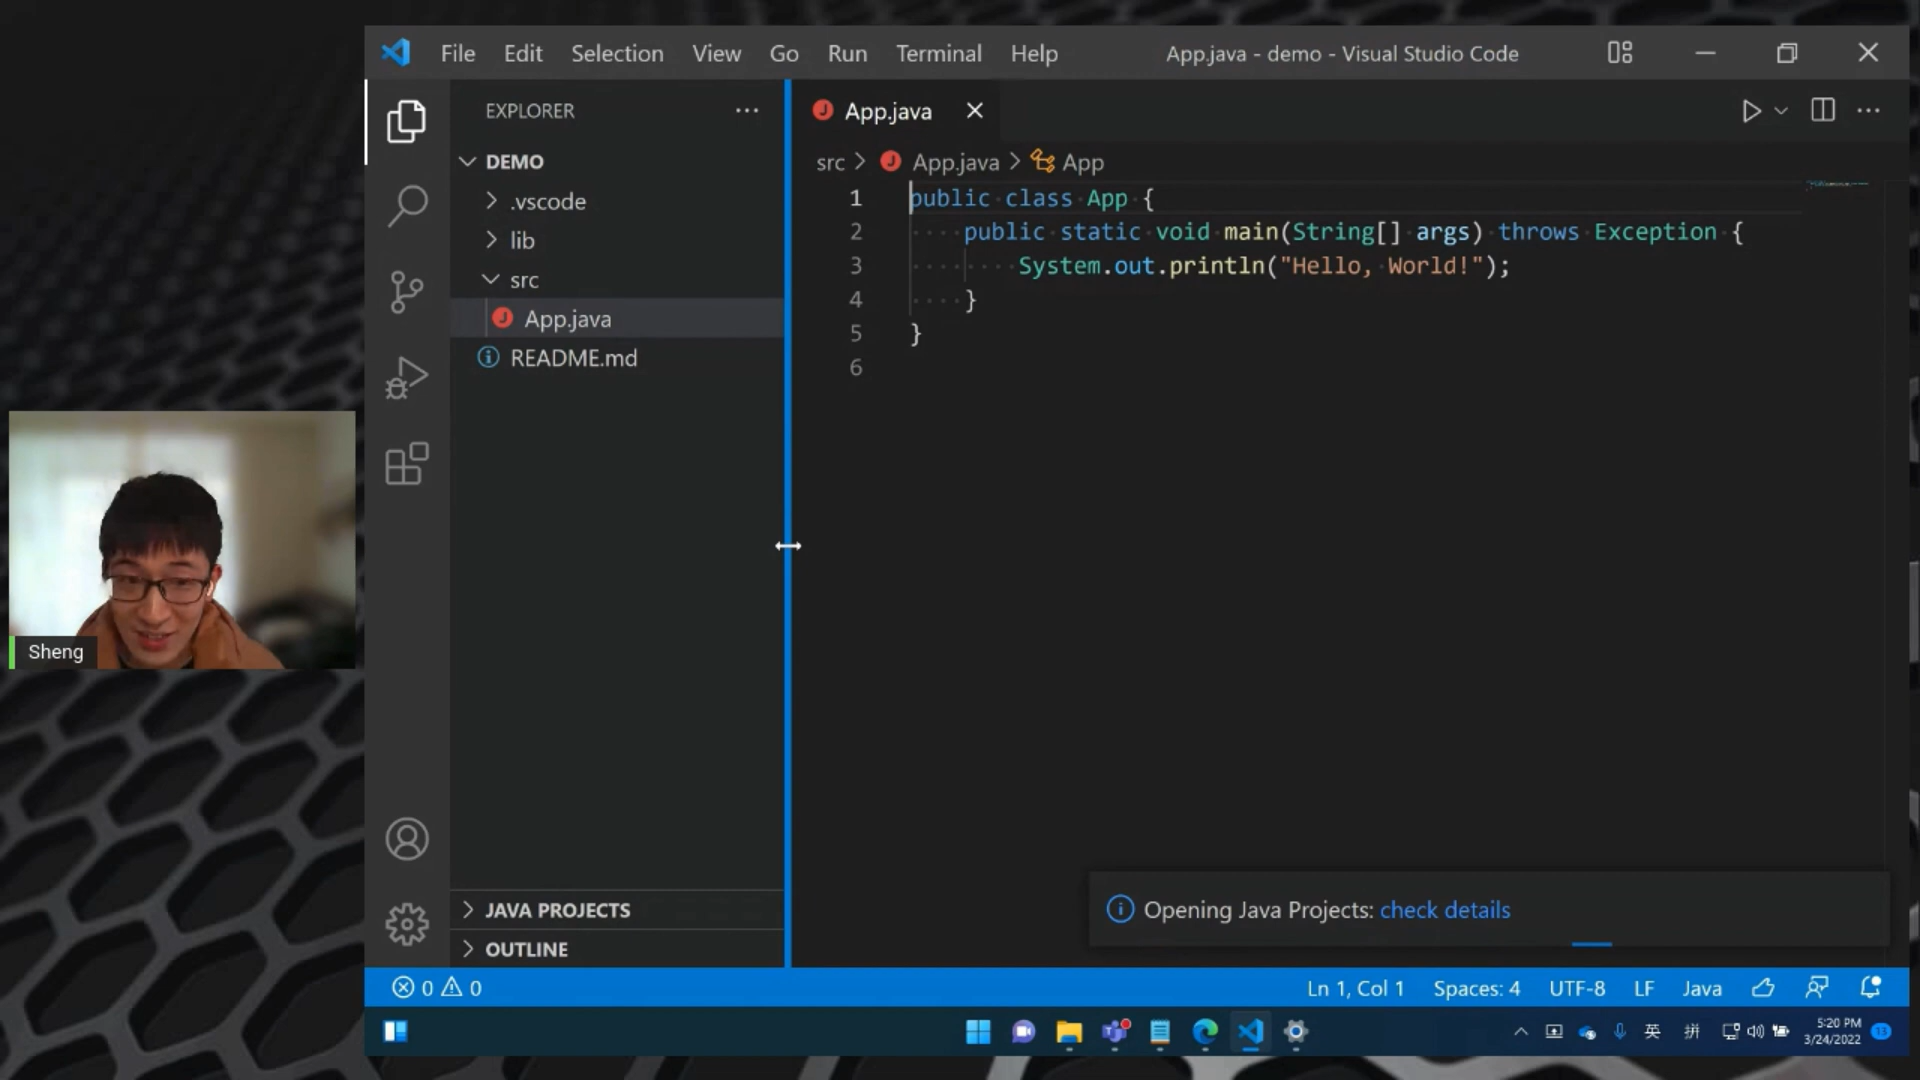 File Edit Selection View Go Run Terminal Help
App.java - demo - Visual Studio Code
EXPLORER
DEMO
.vscode
lib
src
App.java
README.md
JAVA PROJECTS
OUTLINE
App.java
src > App.java > App
1 public class App {
2 public static void main(String[] args) throws Exception {
3 System.out.println("Hello, World!");
4 }
5 }
6
Sheng
Opening Java Projects: check details
0 0
Ln 1, Col 1 Spaces: 4 UTF-8 LF Java
英 拼
5:20 PM
3/24/2022
13